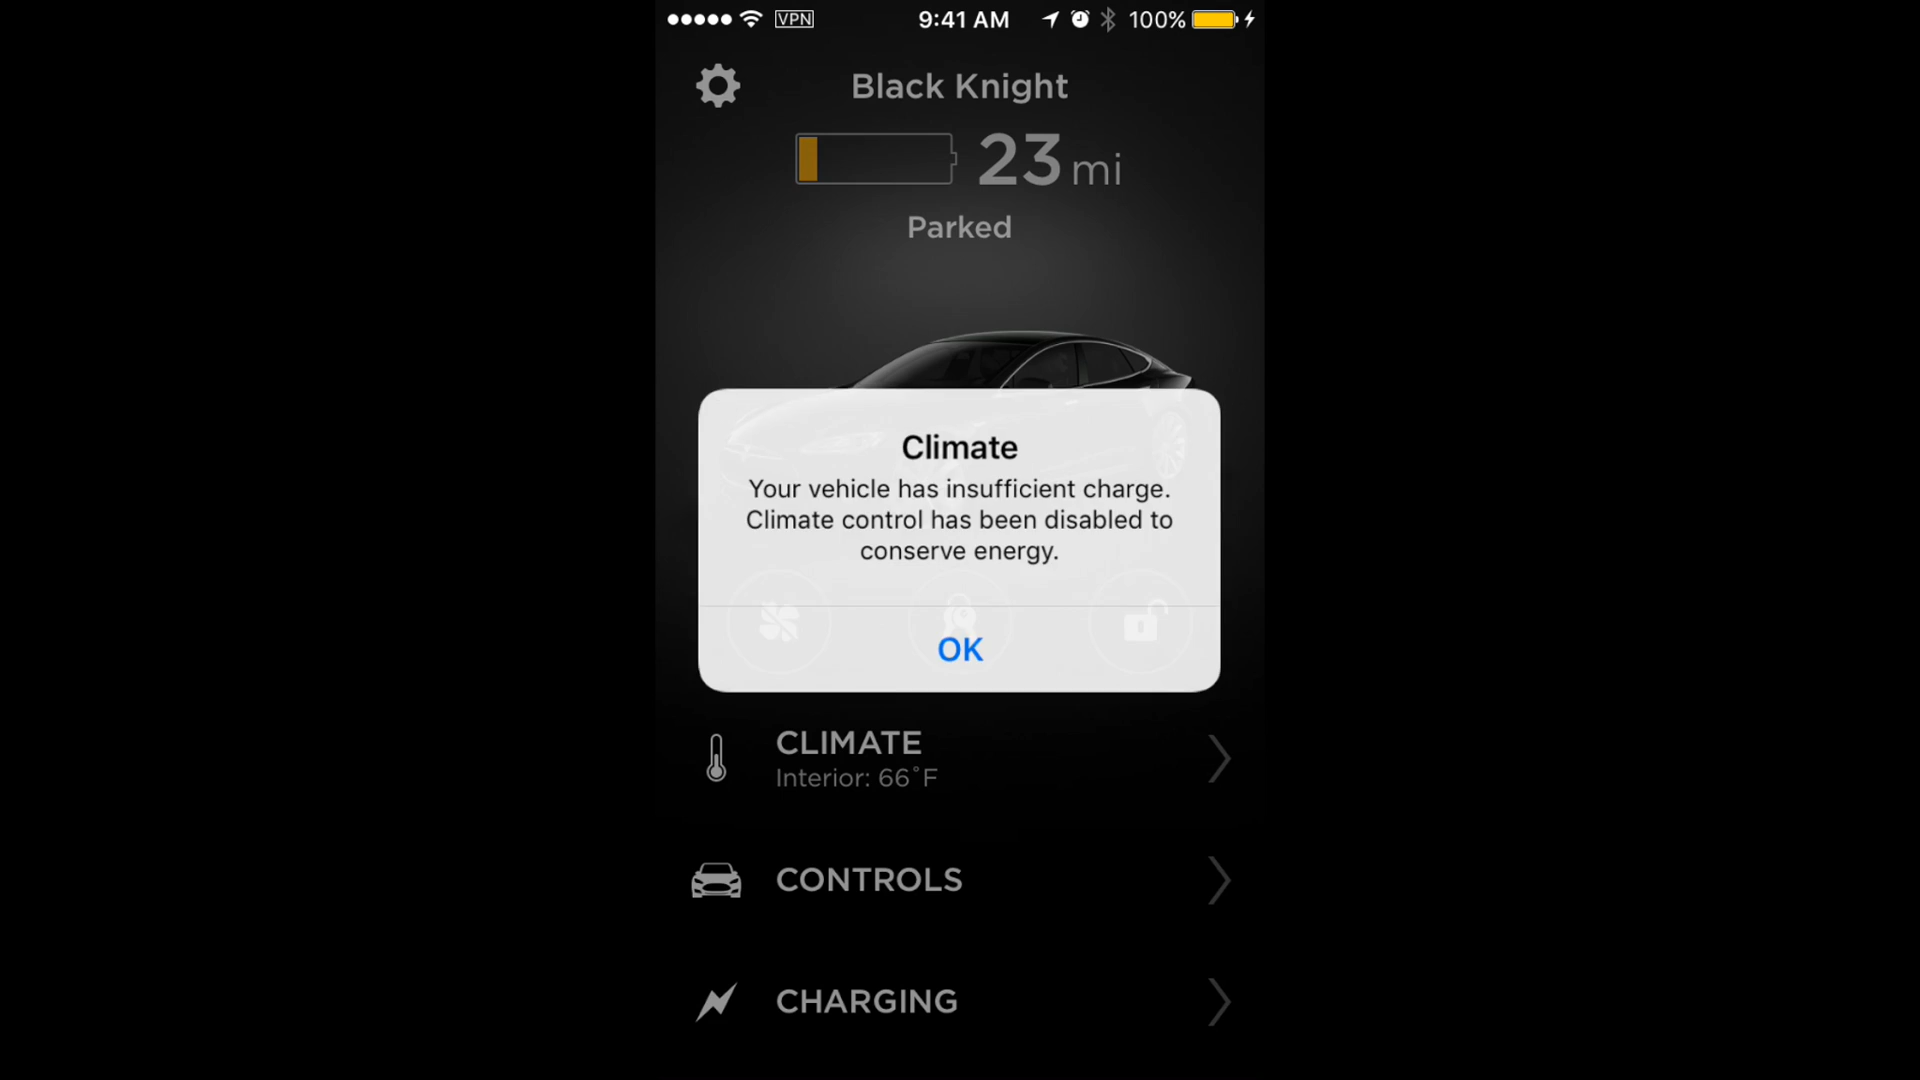 VPN 9:41 AM 100%
Black Knight
23 mi
Parked
Climate
Your vehicle has insufficient charge.
Climate control has been disabled to
conserve energy.
OK
CLIMATE
Interior: 66°F
CONTROLS
CHARGING